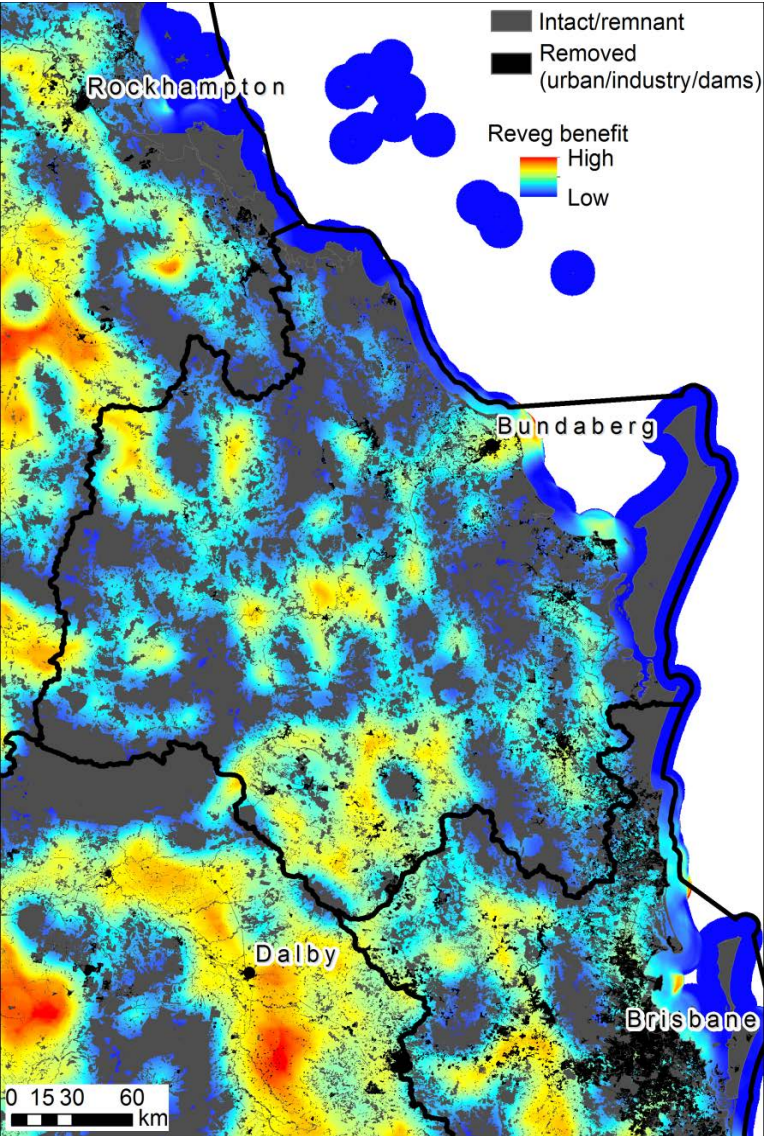 Intact/remnant
Removed
(urban/industry/dams)
Rockhampton
Reveg benefit
High
Low
Bundaberg
Dalby
Brisbane
0 15 30 60
km